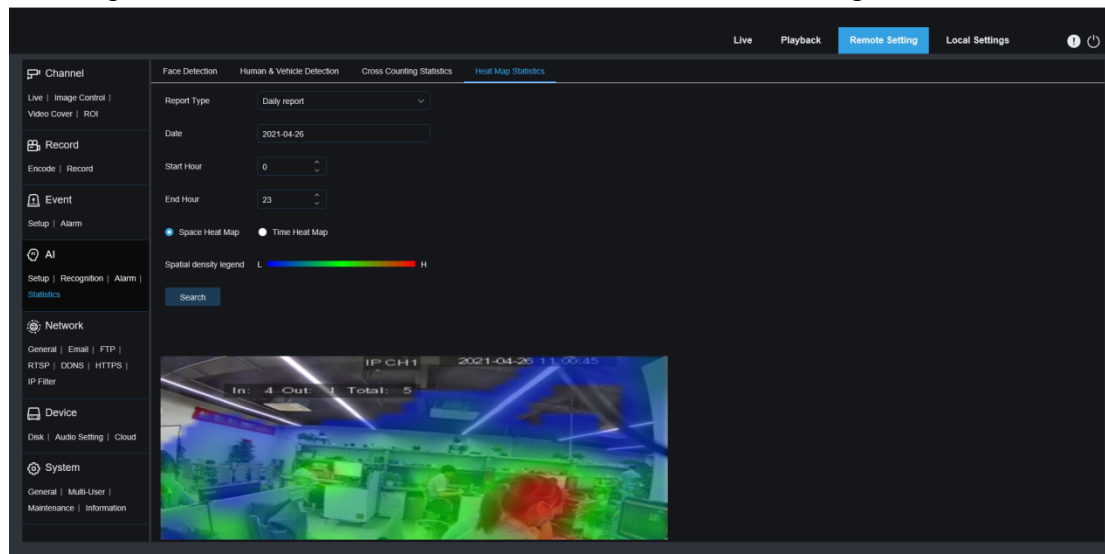 Live Playback Remote Setting Local Settings
Channel
Live | Image Control |
Video Cover | ROI
Record
Encode | Record
Event
Setup | Alarm
AI
Setup | Recognition | Alarm |
Statistics
Network
General | Email | FTP |
RTSP | DDNS | HTTPS |
IP Filter
Device
Disk | Audio Setting | Cloud
System
General | Multi-User |
Maintenance | Information
Face Detection Human & Vehicle Detection Cross Counting Statistics Heat Map Statistics
Report Type Daily report
Date 2021-04-26
Start Hour 0
End Hour 23
Space Heat Map Time Heat Map
Spatial density legend L H
Search
IP CH1 2021-04-26 11:00:45
In: 4 Out: 1 Total: 5